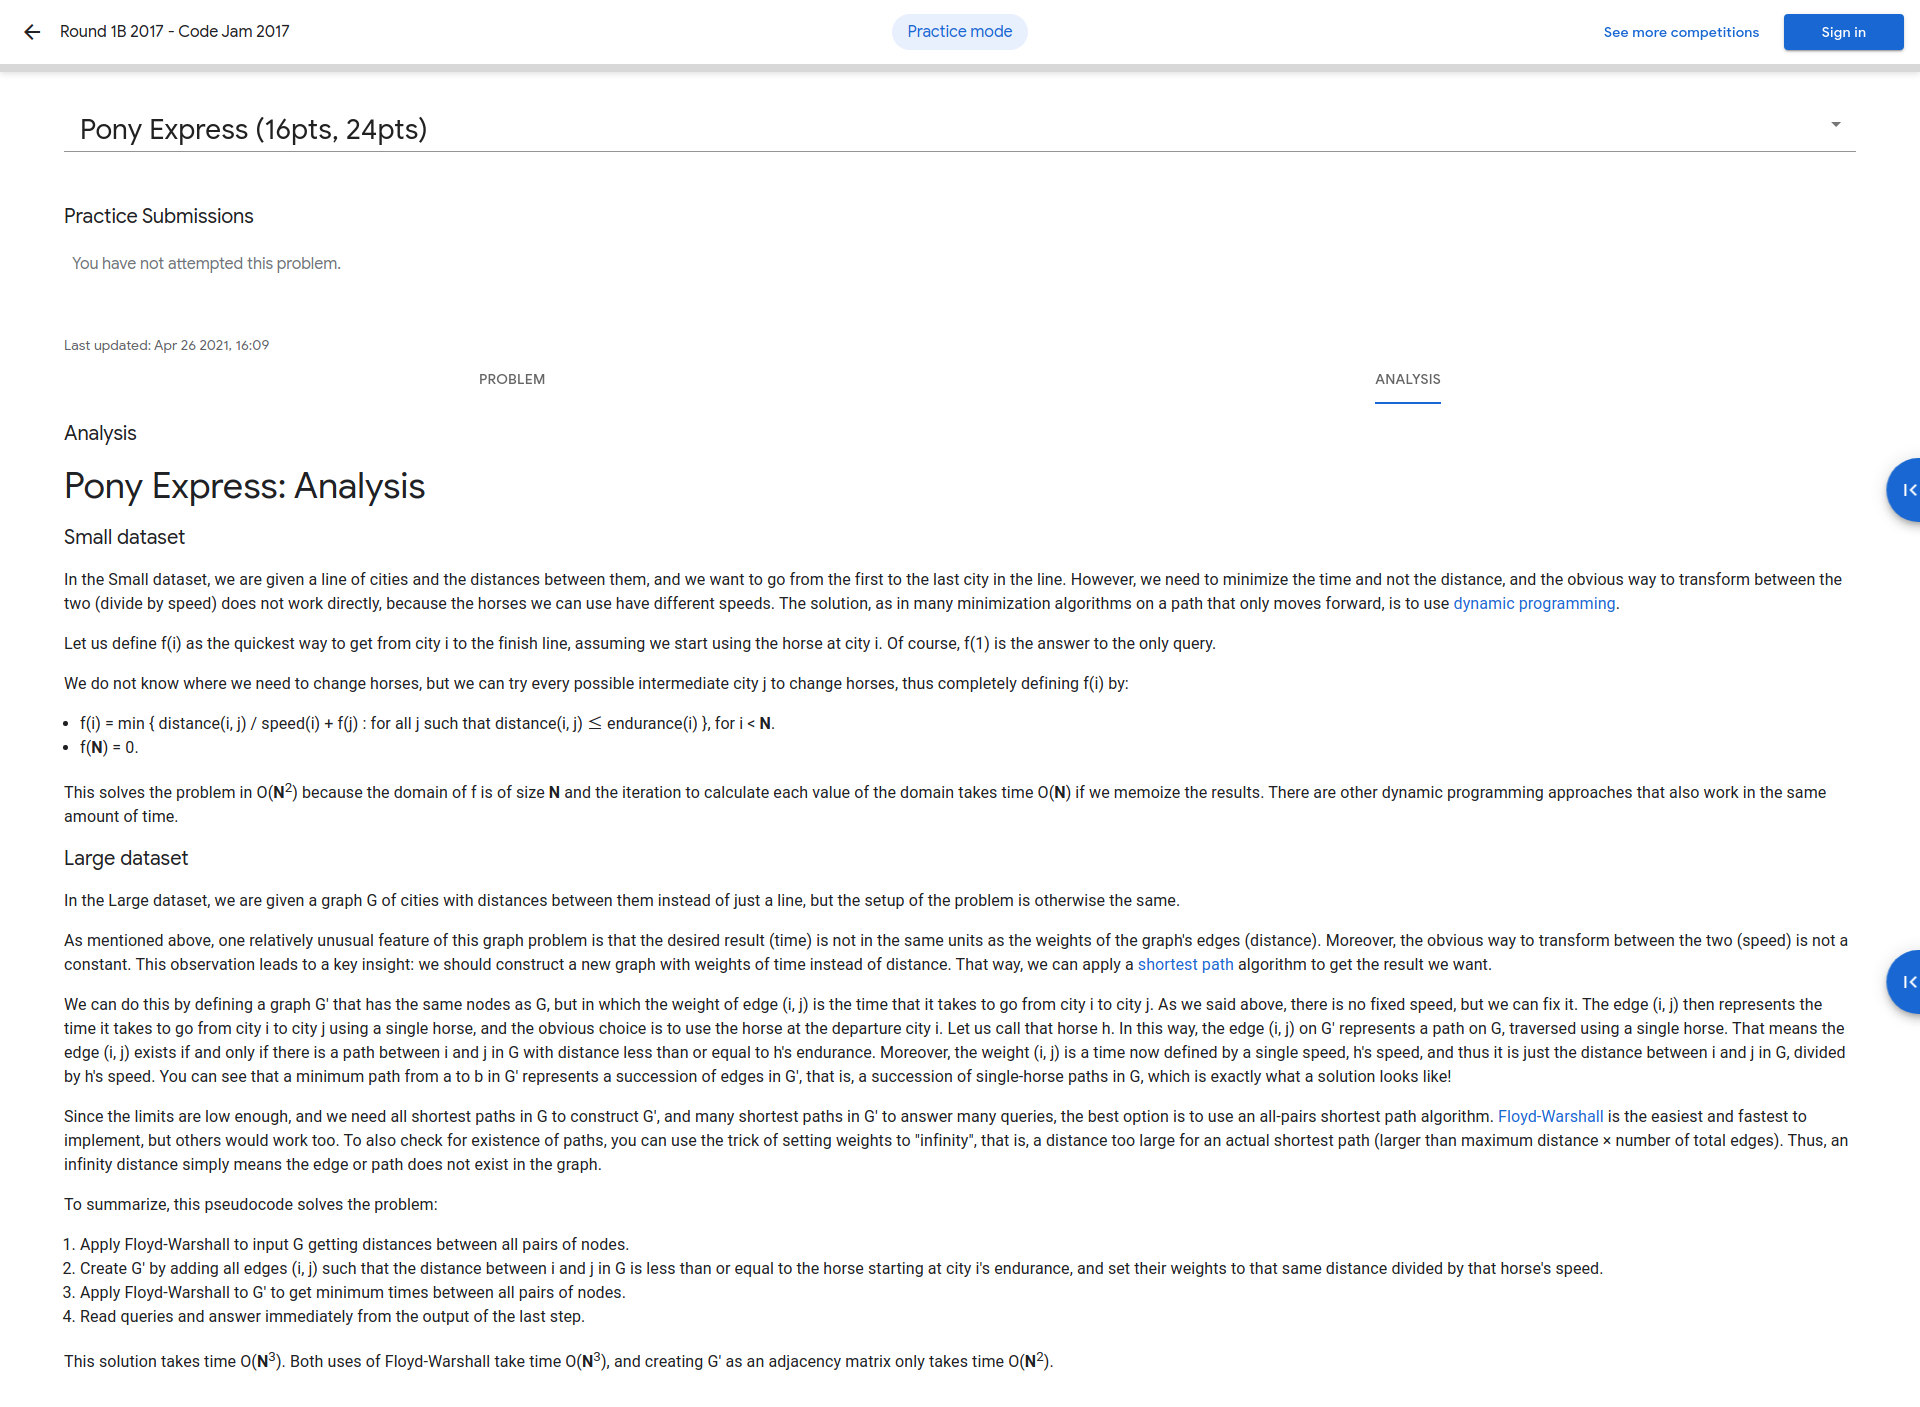 Round 1B 2017 - Code Jam 2017
Practice mode
See more competitions
Sign in
Pony Express (16pts, 24pts)
Practice Submissions
You have not attempted this problem.
Last updated: Apr 26 2021, 16:09
PROBLEM
ANALYSIS
Analysis
Pony Express: Analysis
Small dataset
In the Small dataset, we are given a line of cities and the distances between them, and we want to go from the first to the last city in the line. However, we need to minimize the time and not the distance, and the obvious way to transform between the
two (divide by speed) does not work directly, because the horses we can use have different speeds. The solution, as in many minimization algorithms on a path that only moves forward, is to use dynamic programming.
Let us define f(i) as the quickest way to get from city i to the finish line, assuming we start using the horse at city i. Of course, f(1) is the answer to the only query.
We do not know where we need to change horses, but we can try every possible intermediate city j to change horses, thus completely defining f(i) by:
• f(i) = min { distance(i, j) / speed(i) + f(j) : for all j such that distance(i, j) ≤ endurance(i) }, for i < N.
• f(N) = 0.
This solves the problem in O(N²) because the domain of f is of size N and the iteration to calculate each value of the domain takes time O(N) if we memoize the results. There are other dynamic programming approaches that also work in the same
amount of time.
Large dataset
In the Large dataset, we are given a graph G of cities with distances between them instead of just a line, but the setup of the problem is otherwise the same.
As mentioned above, one relatively unusual feature of this graph problem is that the desired result (time) is not in the same units as the weights of the graph's edges (distance). Moreover, the obvious way to transform between the two (speed) is not a
constant. This observation leads to a key insight: we should construct a new graph with weights of time instead of distance. That way, we can apply a shortest path algorithm to get the result we want.
We can do this by defining a graph G' that has the same nodes as G, but in which the weight of edge (i, j) is the time that it takes to go from city i to city j. As we said above, there is no fixed speed, but we can fix it. The edge (i, j) then represents the
time it takes to go from city i to city j using a single horse, and the obvious choice is to use the horse at the departure city i. Let us call that horse h. In this way, the edge (i, j) on G' represents a path on G, traversed using a single horse. That means the
edge (i, j) exists if and only if there is a path between i and j in G with distance less than or equal to h's endurance. Moreover, the weight (i, j) is a time now defined by a single speed, h's speed, and thus it is just the distance between i and j in G, divided
by h's speed. You can see that a minimum path from a to b in G' represents a succession of edges in G', that is, a succession of single-horse paths in G, which is exactly what a solution looks like!
Since the limits are low enough, and we need all shortest paths in G to construct G', and many shortest paths in G' to answer many queries, the best option is to use an all-pairs shortest path algorithm. Floyd-Warshall is the easiest and fastest to
implement, but others would work too. To also check for existence of paths, you can use the trick of setting weights to "infinity", that is, a distance too large for an actual shortest path (larger than maximum distance × number of total edges). Thus, an
infinity distance simply means the edge or path does not exist in the graph.
To summarize, this pseudocode solves the problem:
1. Apply Floyd-Warshall to input G getting distances between all pairs of nodes.
2. Create G' by adding all edges (i, j) such that the distance between i and j in G is less than or equal to the horse starting at city i's endurance, and set their weights to that same distance divided by that horse's speed.
3. Apply Floyd-Warshall to G' to get minimum times between all pairs of nodes.
4. Read queries and answer immediately from the output of the last step.
This solution takes time O(N³). Both uses of Floyd-Warshall take time O(N³), and creating G' as an adjacency matrix only takes time O(N²).